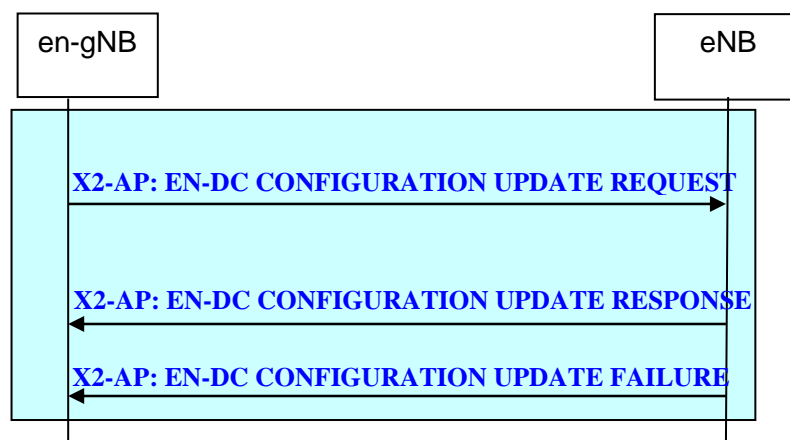 en-gNB
eNB
X2-AP: EN-DC CONFIGURATION UPDATE REQUEST
X2-AP: EN-DC CONFIGURATION UPDATE RESPONSE
X2-AP: EN-DC CONFIGURATION UPDATE FAILURE